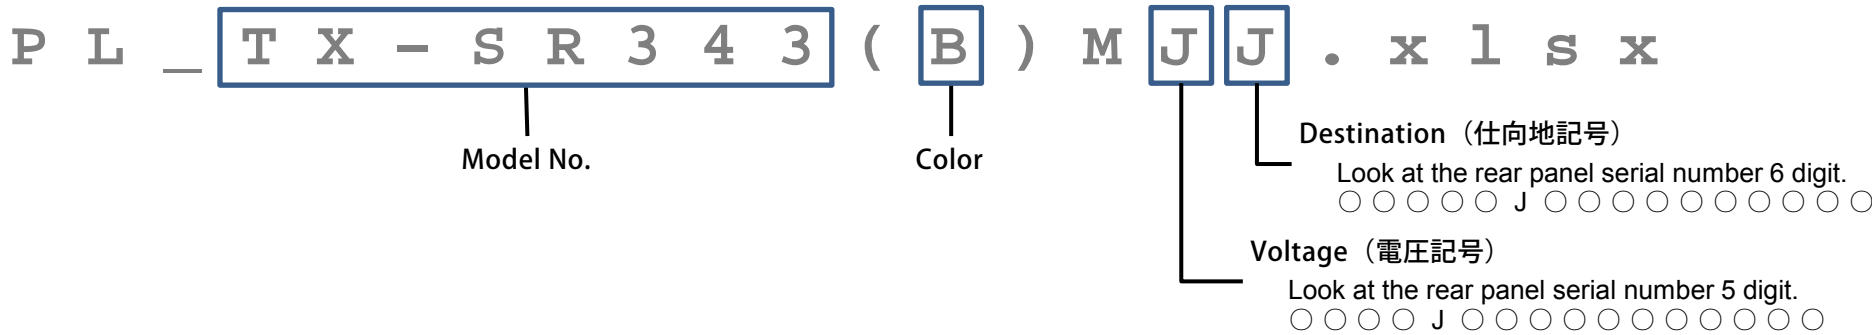 PL_TX-SR343(B)MJJ.xlsx
Model No.
Color
Destination（仕向地記号）
Look at the rear panel serial number 6 digit.
○○○○○J○○○○○○○○○○
Voltage（電圧記号）
Look at the rear panel serial number 5 digit.
○○○○J○○○○○○○○○○○